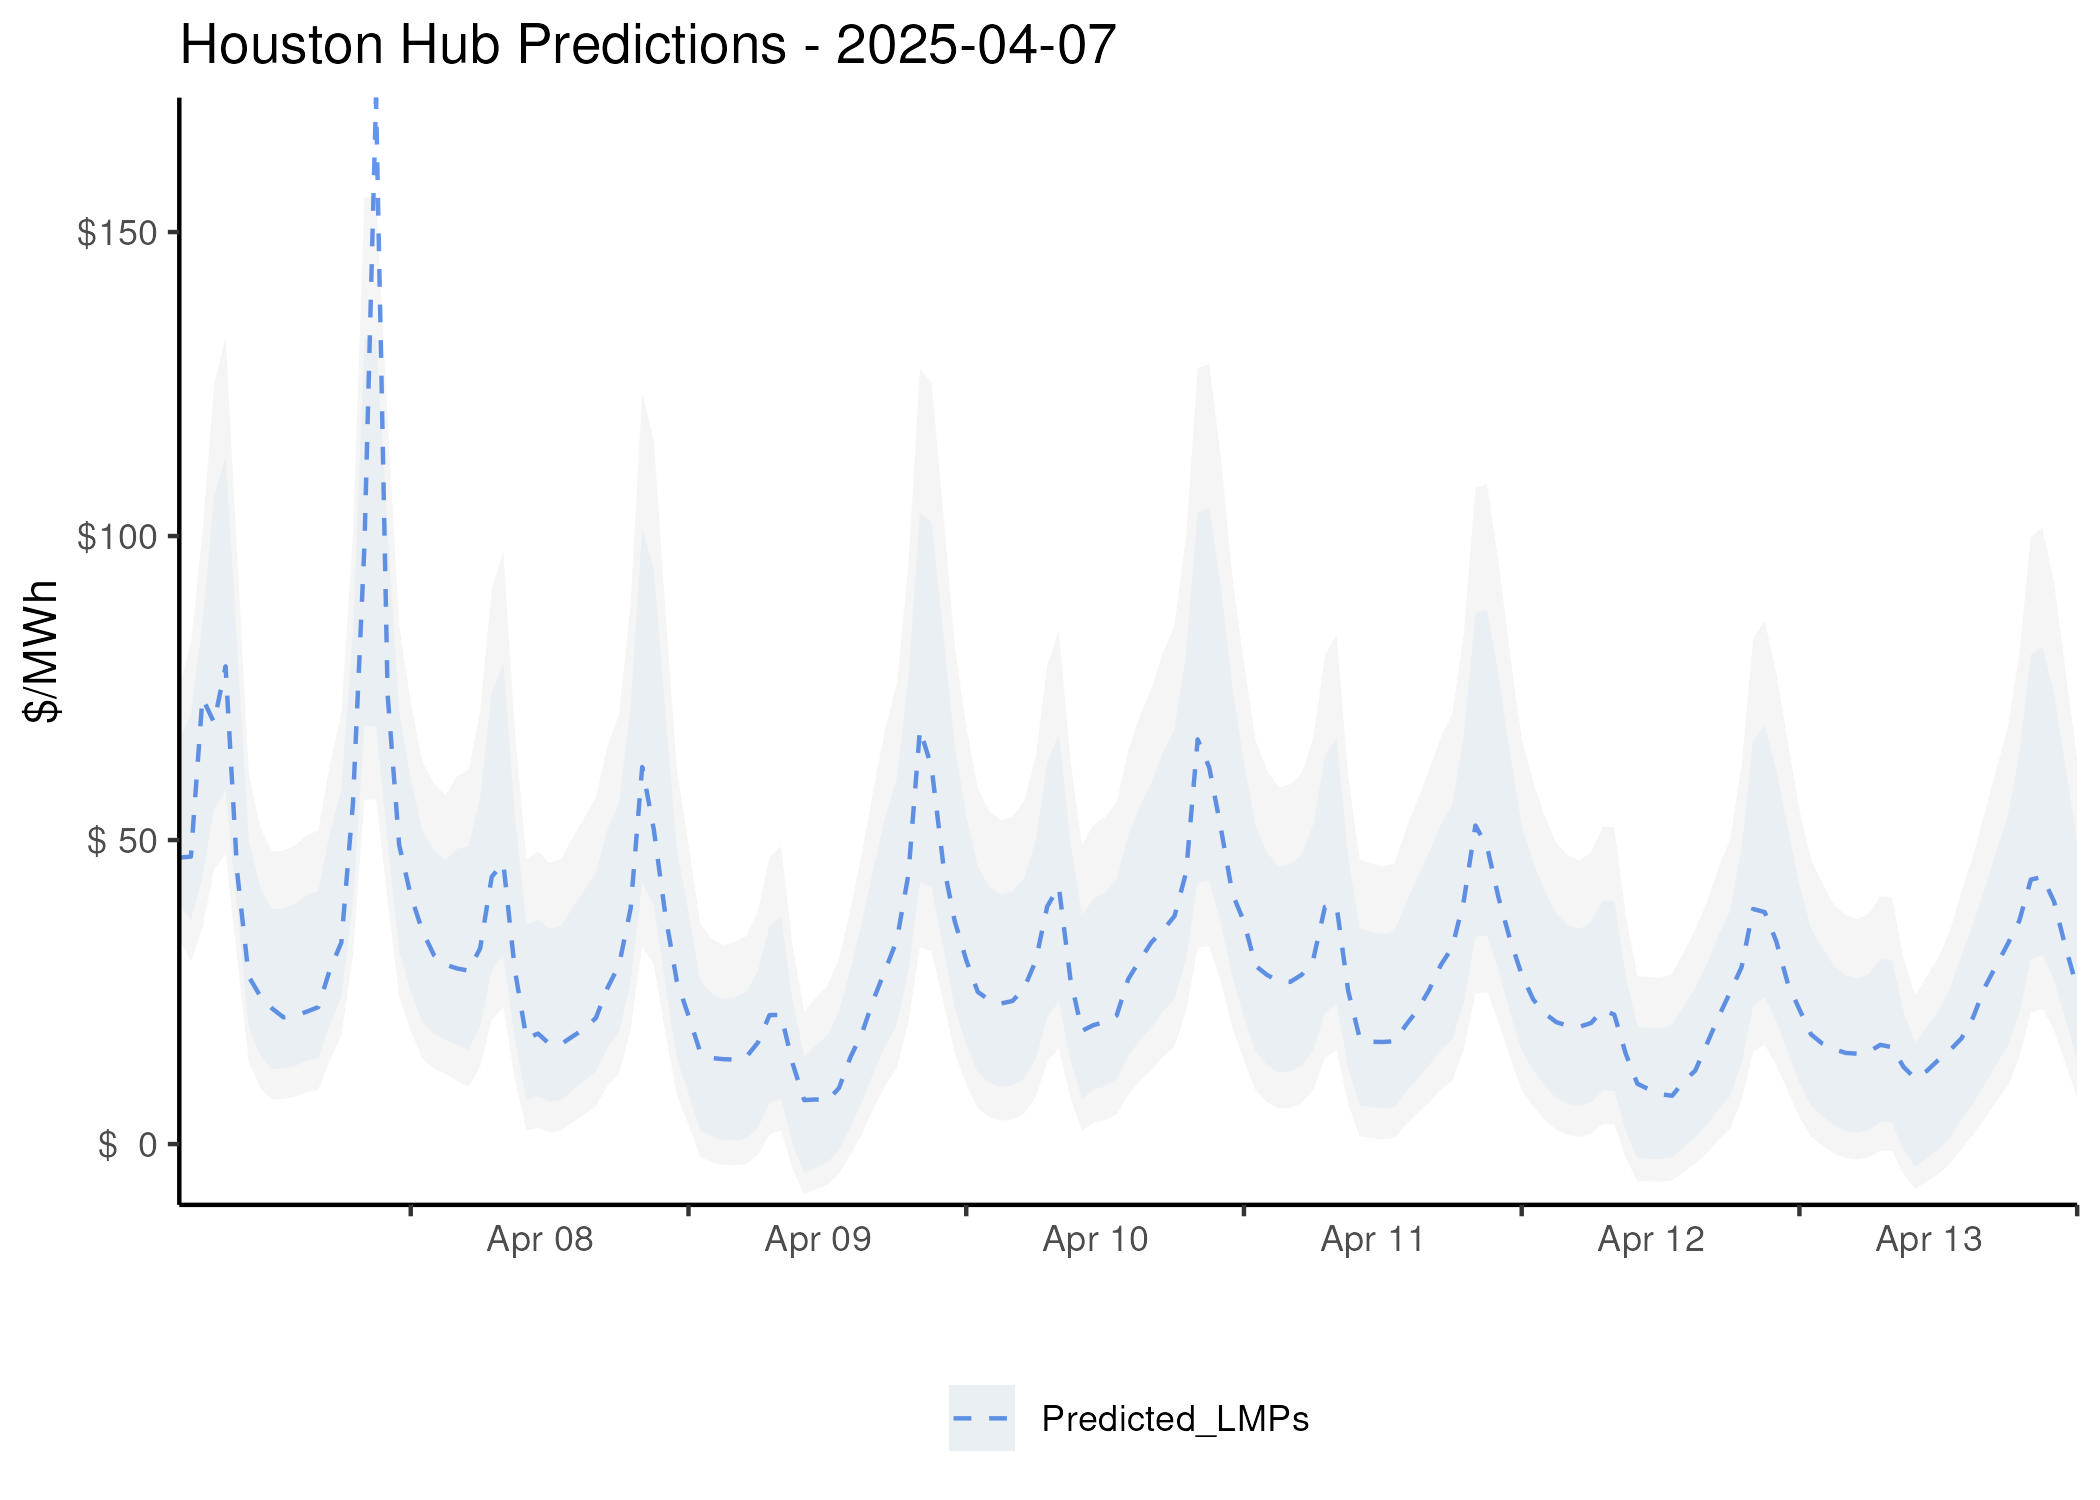 Houston Hub Predictions - 2025-04-07
$/MWh
$150
$100
$ 50
$  0
Apr 08 Apr 09 Apr 10 Apr 11 Apr 12 Apr 13
Predicted_LMPs